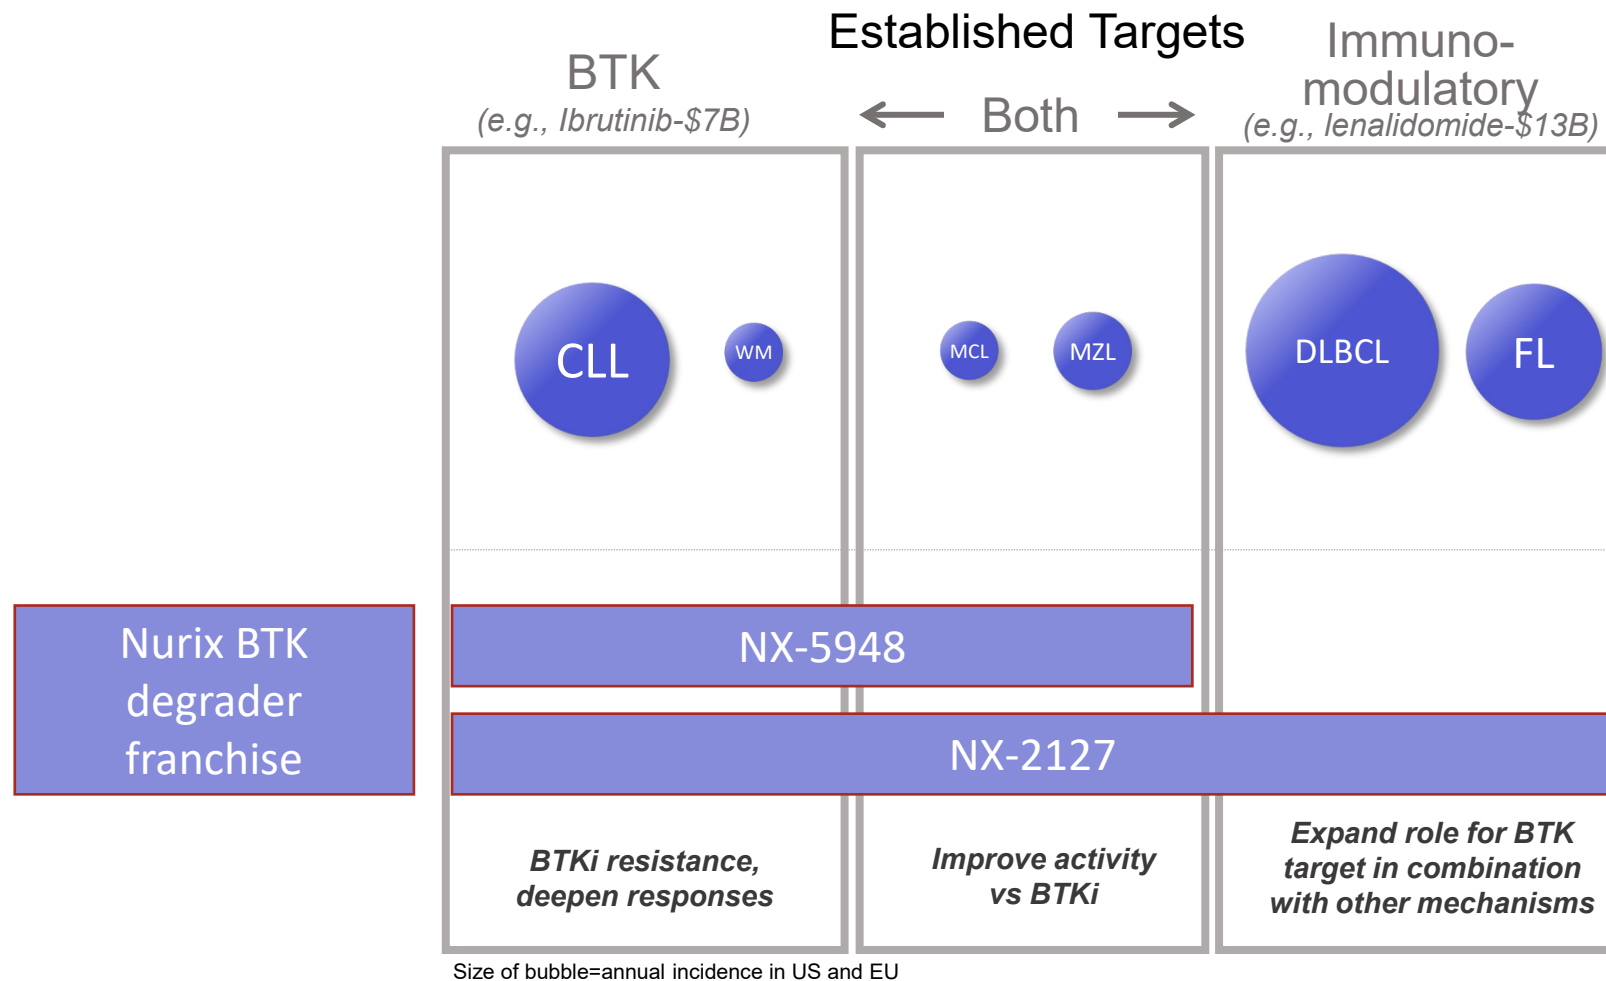 Established Targets
BTK
(e.g., Ibrutinib-$7B)
Both
Immuno-
modulatory
(e.g., lenalidomide-$13B)
CLL
WM
MCL
MZL
DLBCL
FL
Nurix BTK
degrader
franchise
NX-5948
NX-2127
BTKi resistance,
deepen responses
Improve activity
vs BTKi
Expand role for BTK
target in combination
with other mechanisms
Size of bubble=annual incidence in US and EU